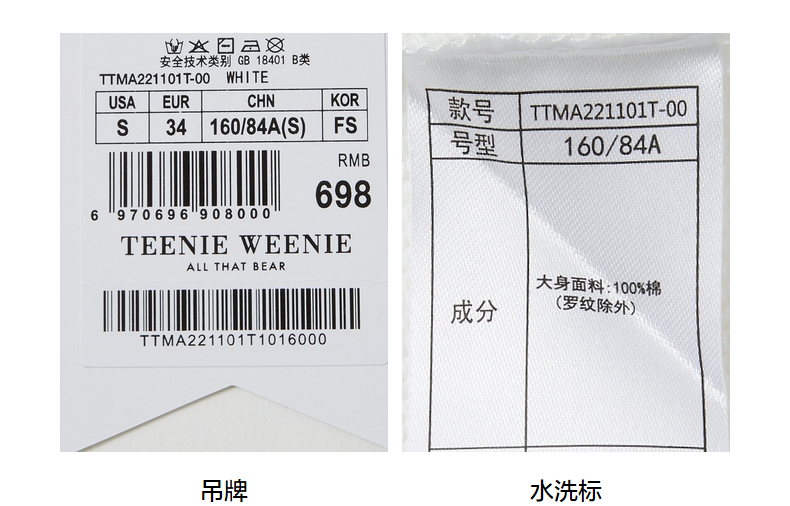 安全技术类别 GB 18401 B类
TTMA221101T-00 WHITE
USA EUR CHN KOR
S 34 160/84A(S) FS
RMB
698
6 970696 908000
TEENIE WEENIE
ALL THAT BEAR
TTMA221101T1016000
吊牌
款号 TTMA221101T-00
号型 160/84A
成分 大身面料:100%棉
(罗纹除外)
水洗标